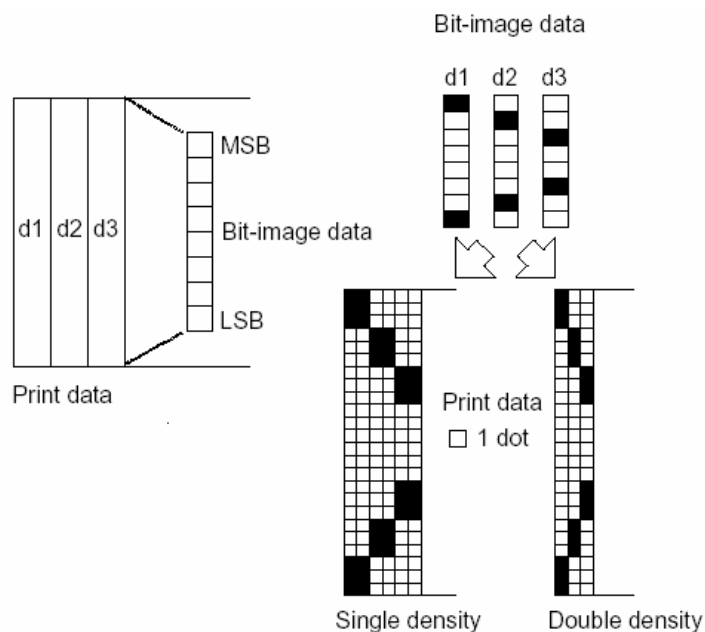 Bit-image data
d1 d2 d3
MSB
d1 d2 d3
Bit-image data
LSB
Print data
Print data
1 dot
Single density
Double density